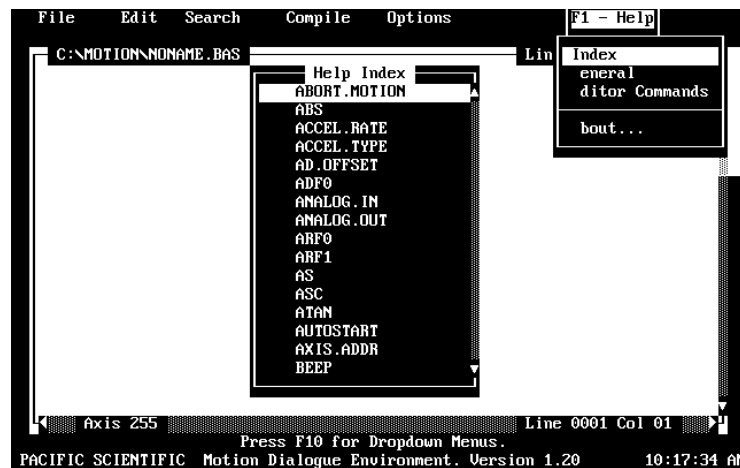 File Edit Search Compile Options F1 - Help
C:\MOTION\NONAME.BAS Lin
Index
eneral
ditor Commands
bout...
Help Index
ABORT.MOTION
ABS
ACCEL.RATE
ACCEL.TYPE
AD.OFFSET
ADF0
ANALOG.IN
ANALOG.OUT
ARF0
ARF1
AS
ASC
ATAN
AUTOSTART
AXIS.ADDR
BEEP
Axis 255 Line 0001 Col 01
Press F10 for Dropdown Menus.
PACIFIC SCIENTIFIC Motion Dialogue Environment. Version 1.20 10:17:34 AM